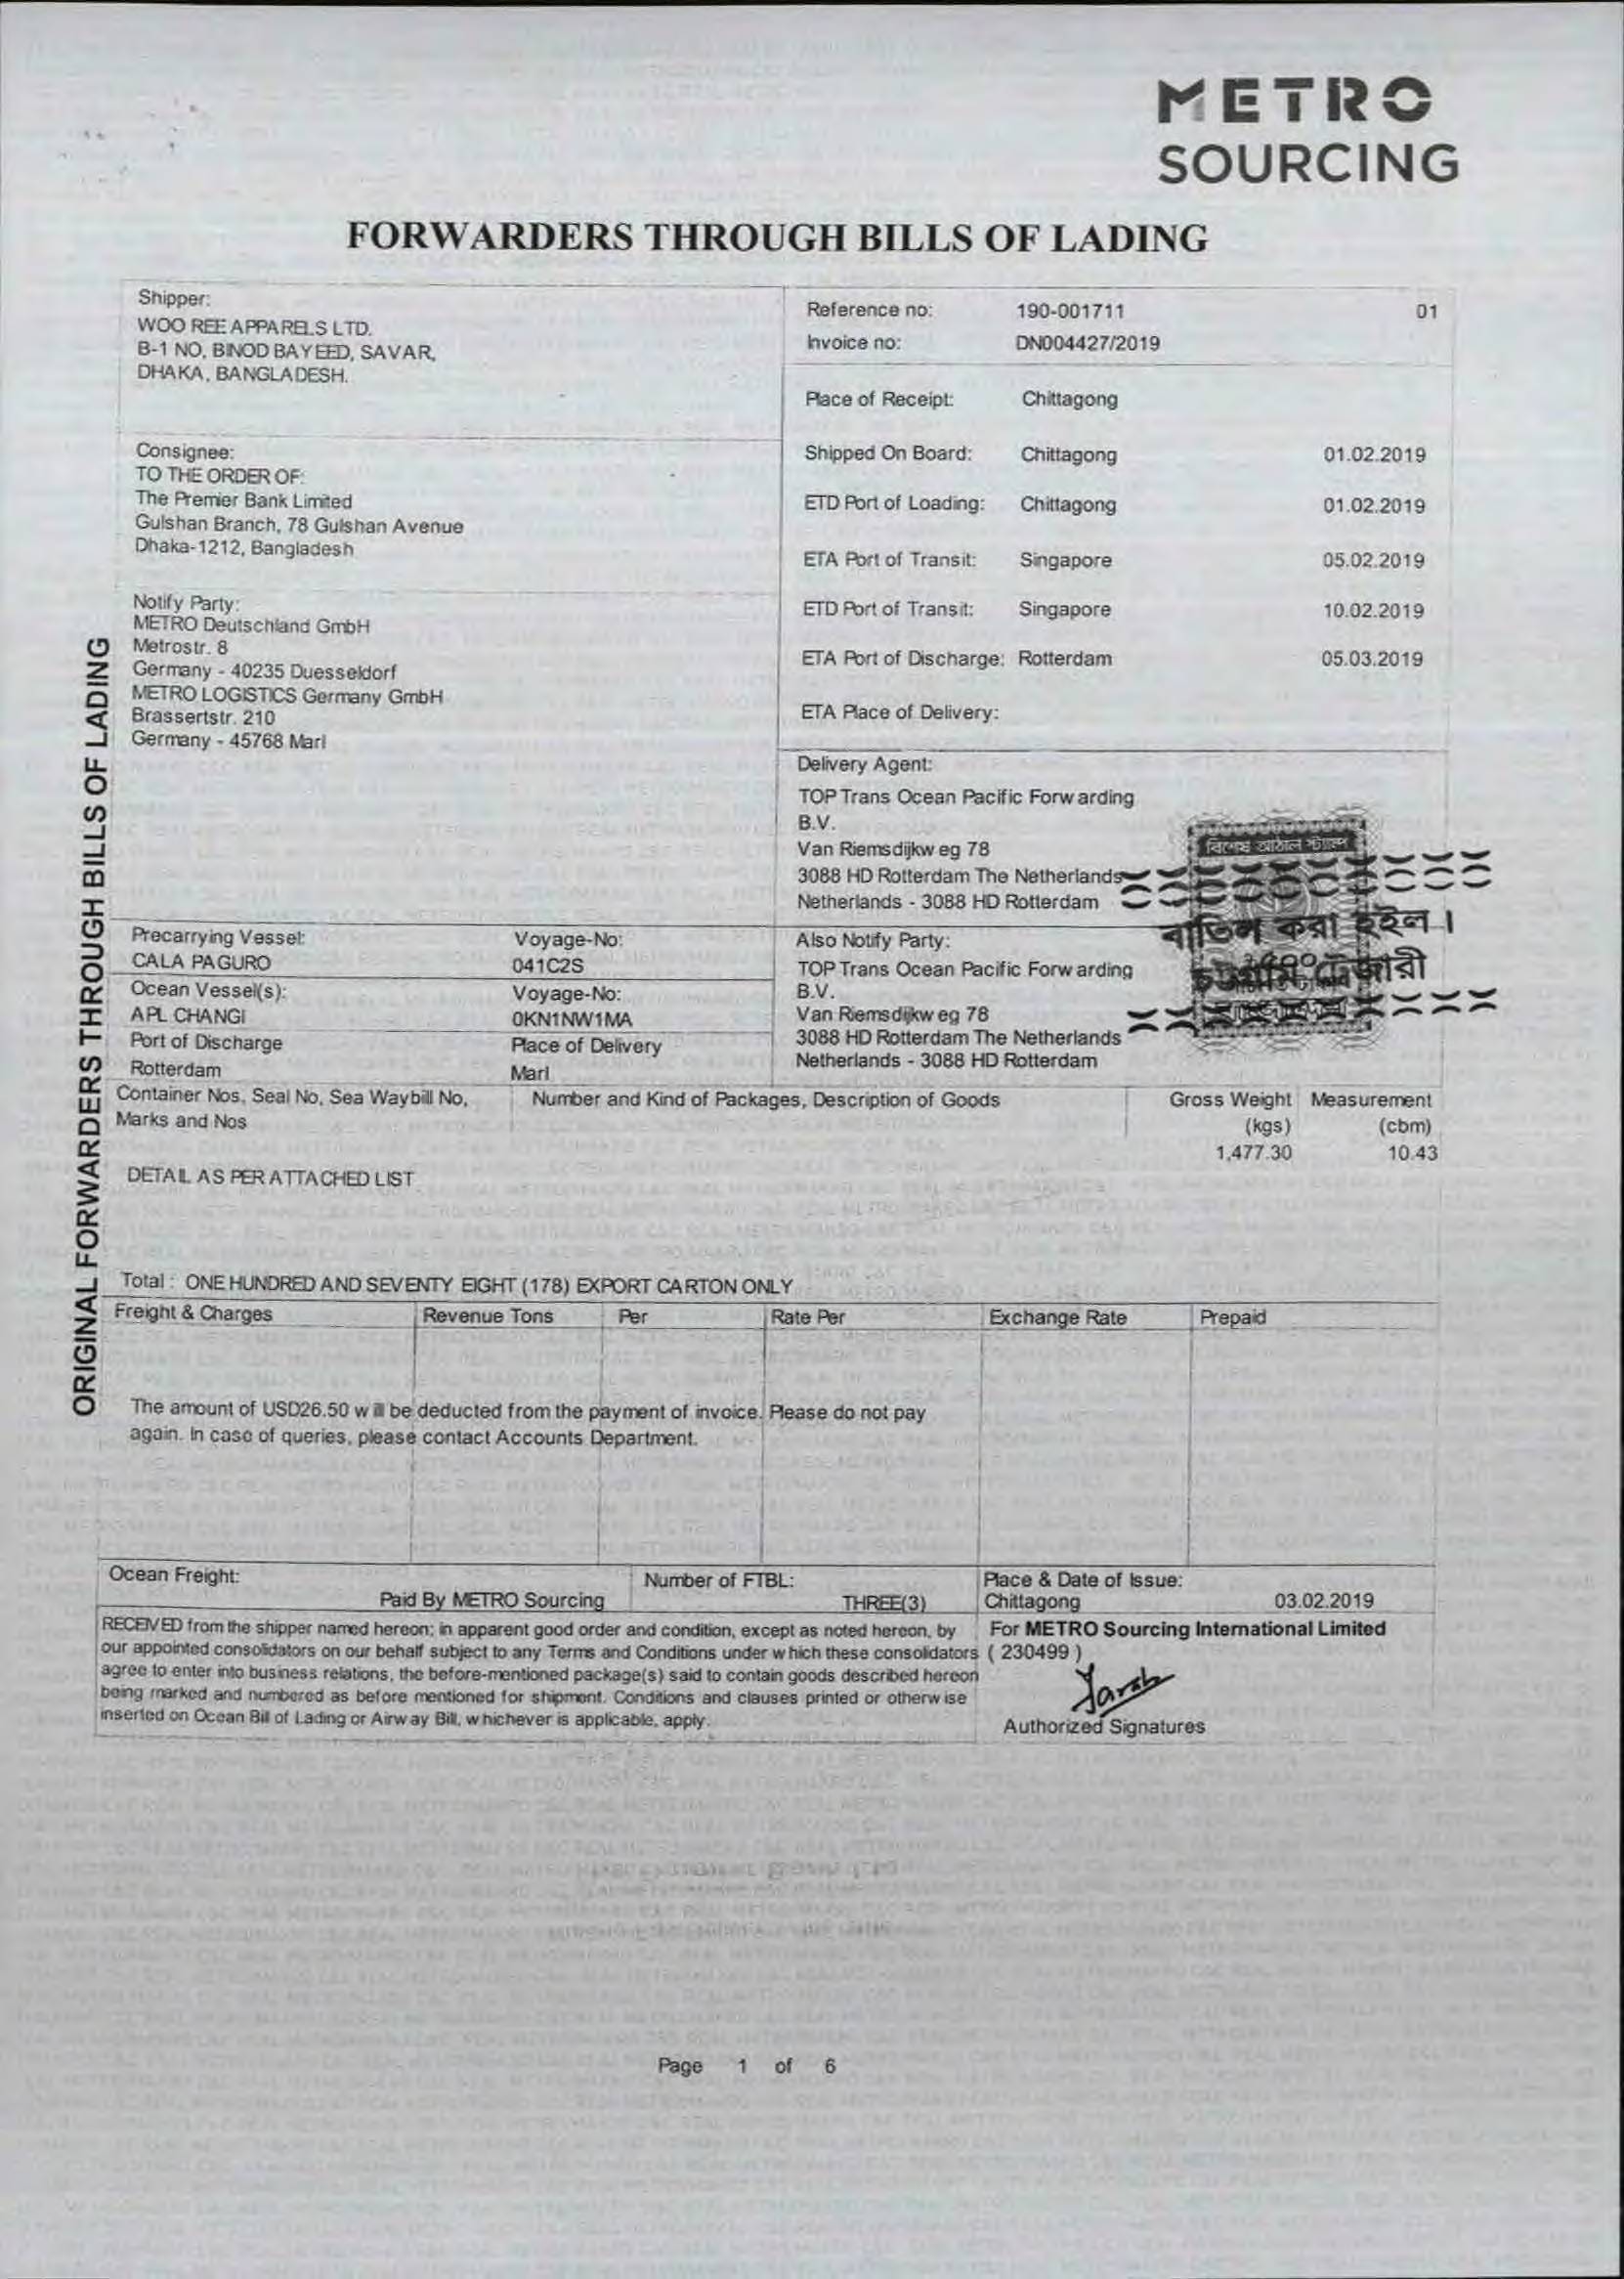 METRO
SOURCING
FORWARDERS THROUGH BILLS OF LADING
ORIGINAL FORWARDERS THROUGH BILLS OF LADING
Shipper:
WOO REE APPARELS LTD.
B-1 NO, BINOD BAYEED, SAVAR,
DHAKA, BANGLADESH.
Reference no: 190-001711 01
Invoice no: DN004427/2019
Place of Receipt: Chittagong
Consignee:
TO THE ORDER OF:
The Premier Bank Limited
Gulshan Branch, 78 Gulshan Avenue
Dhaka-1212, Bangladesh
Shipped On Board: Chittagong 01.02.2019
ETD Port of Loading: Chittagong 01.02.2019
ETA Port of Transit: Singapore 05.02.2019
ETD Port of Transit: Singapore 10.02.2019
ETA Port of Discharge: Rotterdam 05.03.2019
ETA Place of Delivery:
Notify Party:
METRO Deutschland GmbH
Metrostr. 8
Germany - 40235 Duesseldorf
METRO LOGISTICS Germany GmbH
Brassertstr. 210
Germany - 45768 Marl
Delivery Agent:
TOP Trans Ocean Pacific Forwarding
B.V.
Van Riemsdijkweg 78
3088 HD Rotterdam The Netherlands
Netherlands - 3088 HD Rotterdam
বিশেষ আঠাল স্ট্যাম্প
বাতিল করা হইল।
চট্টগ্রাম ট্রেজারী
Precarrying Vessel: Voyage-No:
CALA PAGURO 041C2S
Ocean Vessel(s): Voyage-No:
APL CHANGI 0KN1NW1MA
Port of Discharge Place of Delivery
Rotterdam Marl
Also Notify Party:
TOP Trans Ocean Pacific Forwarding
B.V.
Van Riemsdijkweg 78
3088 HD Rotterdam The Netherlands
Netherlands - 3088 HD Rotterdam
Container Nos, Seal No, Sea Waybill No, Number and Kind of Packages, Description of Goods Gross Weight Measurement
Marks and Nos (kgs) (cbm)
1,477.30 10.43
DETAIL AS PER ATTACHED LIST
Total : ONE HUNDRED AND SEVENTY EIGHT (178) EXPORT CARTON ONLY
Freight & Charges Revenue Tons Per Rate Per Exchange Rate Prepaid
The amount of USD26.50 will be deducted from the payment of invoice. Please do not pay
again. In case of queries, please contact Accounts Department.
Ocean Freight: Number of FTBL: Place & Date of Issue:
Paid By METRO Sourcing THREE(3) Chittagong 03.02.2019
RECEIVED from the shipper named hereon; in apparent good order and condition, except as noted hereon, by
our appointed consolidators on our behalf subject to any Terms and Conditions under which these consolidators
agree to enter into business relations, the before-mentioned package(s) said to contain goods described hereon
being marked and numbered as before mentioned for shipment. Conditions and clauses printed or otherwise
inserted on Ocean Bill of Lading or Airway Bill, whichever is applicable, apply.
For METRO Sourcing International Limited
( 230499 )
Authorized Signatures
Page 1 of 6